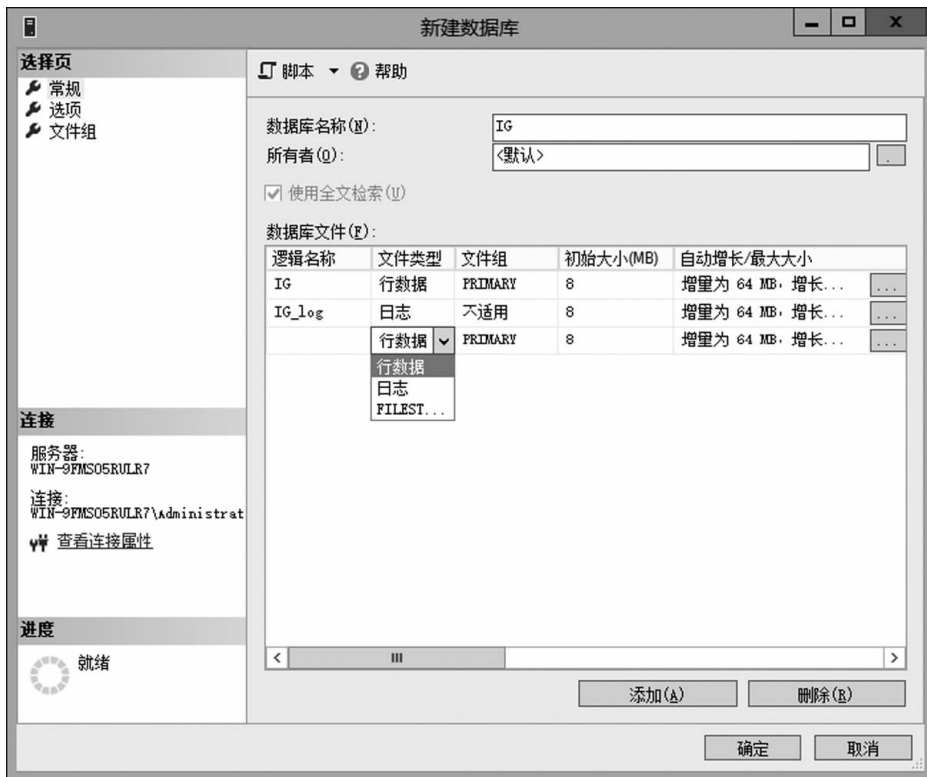 新建数据库
选择页
常规
选项
文件组
脚本 帮助
数据库名称(N): IG
所有者(O): <默认>
使用全文检索(U)
数据库文件(F):
逻辑名称 文件类型 文件组 初始大小(MB) 自动增长/最大大小
IG 行数据 PRIMARY 8 增量为 64 MB，增长... ...
IG_log 日志 不适用 8 增量为 64 MB，增长... ...
行数据 PRIMARY 8 增量为 64 MB，增长... ...
行数据
日志
FILEST...
连接
服务器:
WIN-9FMSO5RULR7
连接:
WIN-9FMSO5RULR7\Administrat
查看连接属性
进度
就绪
添加(A) 删除(R)
确定 取消